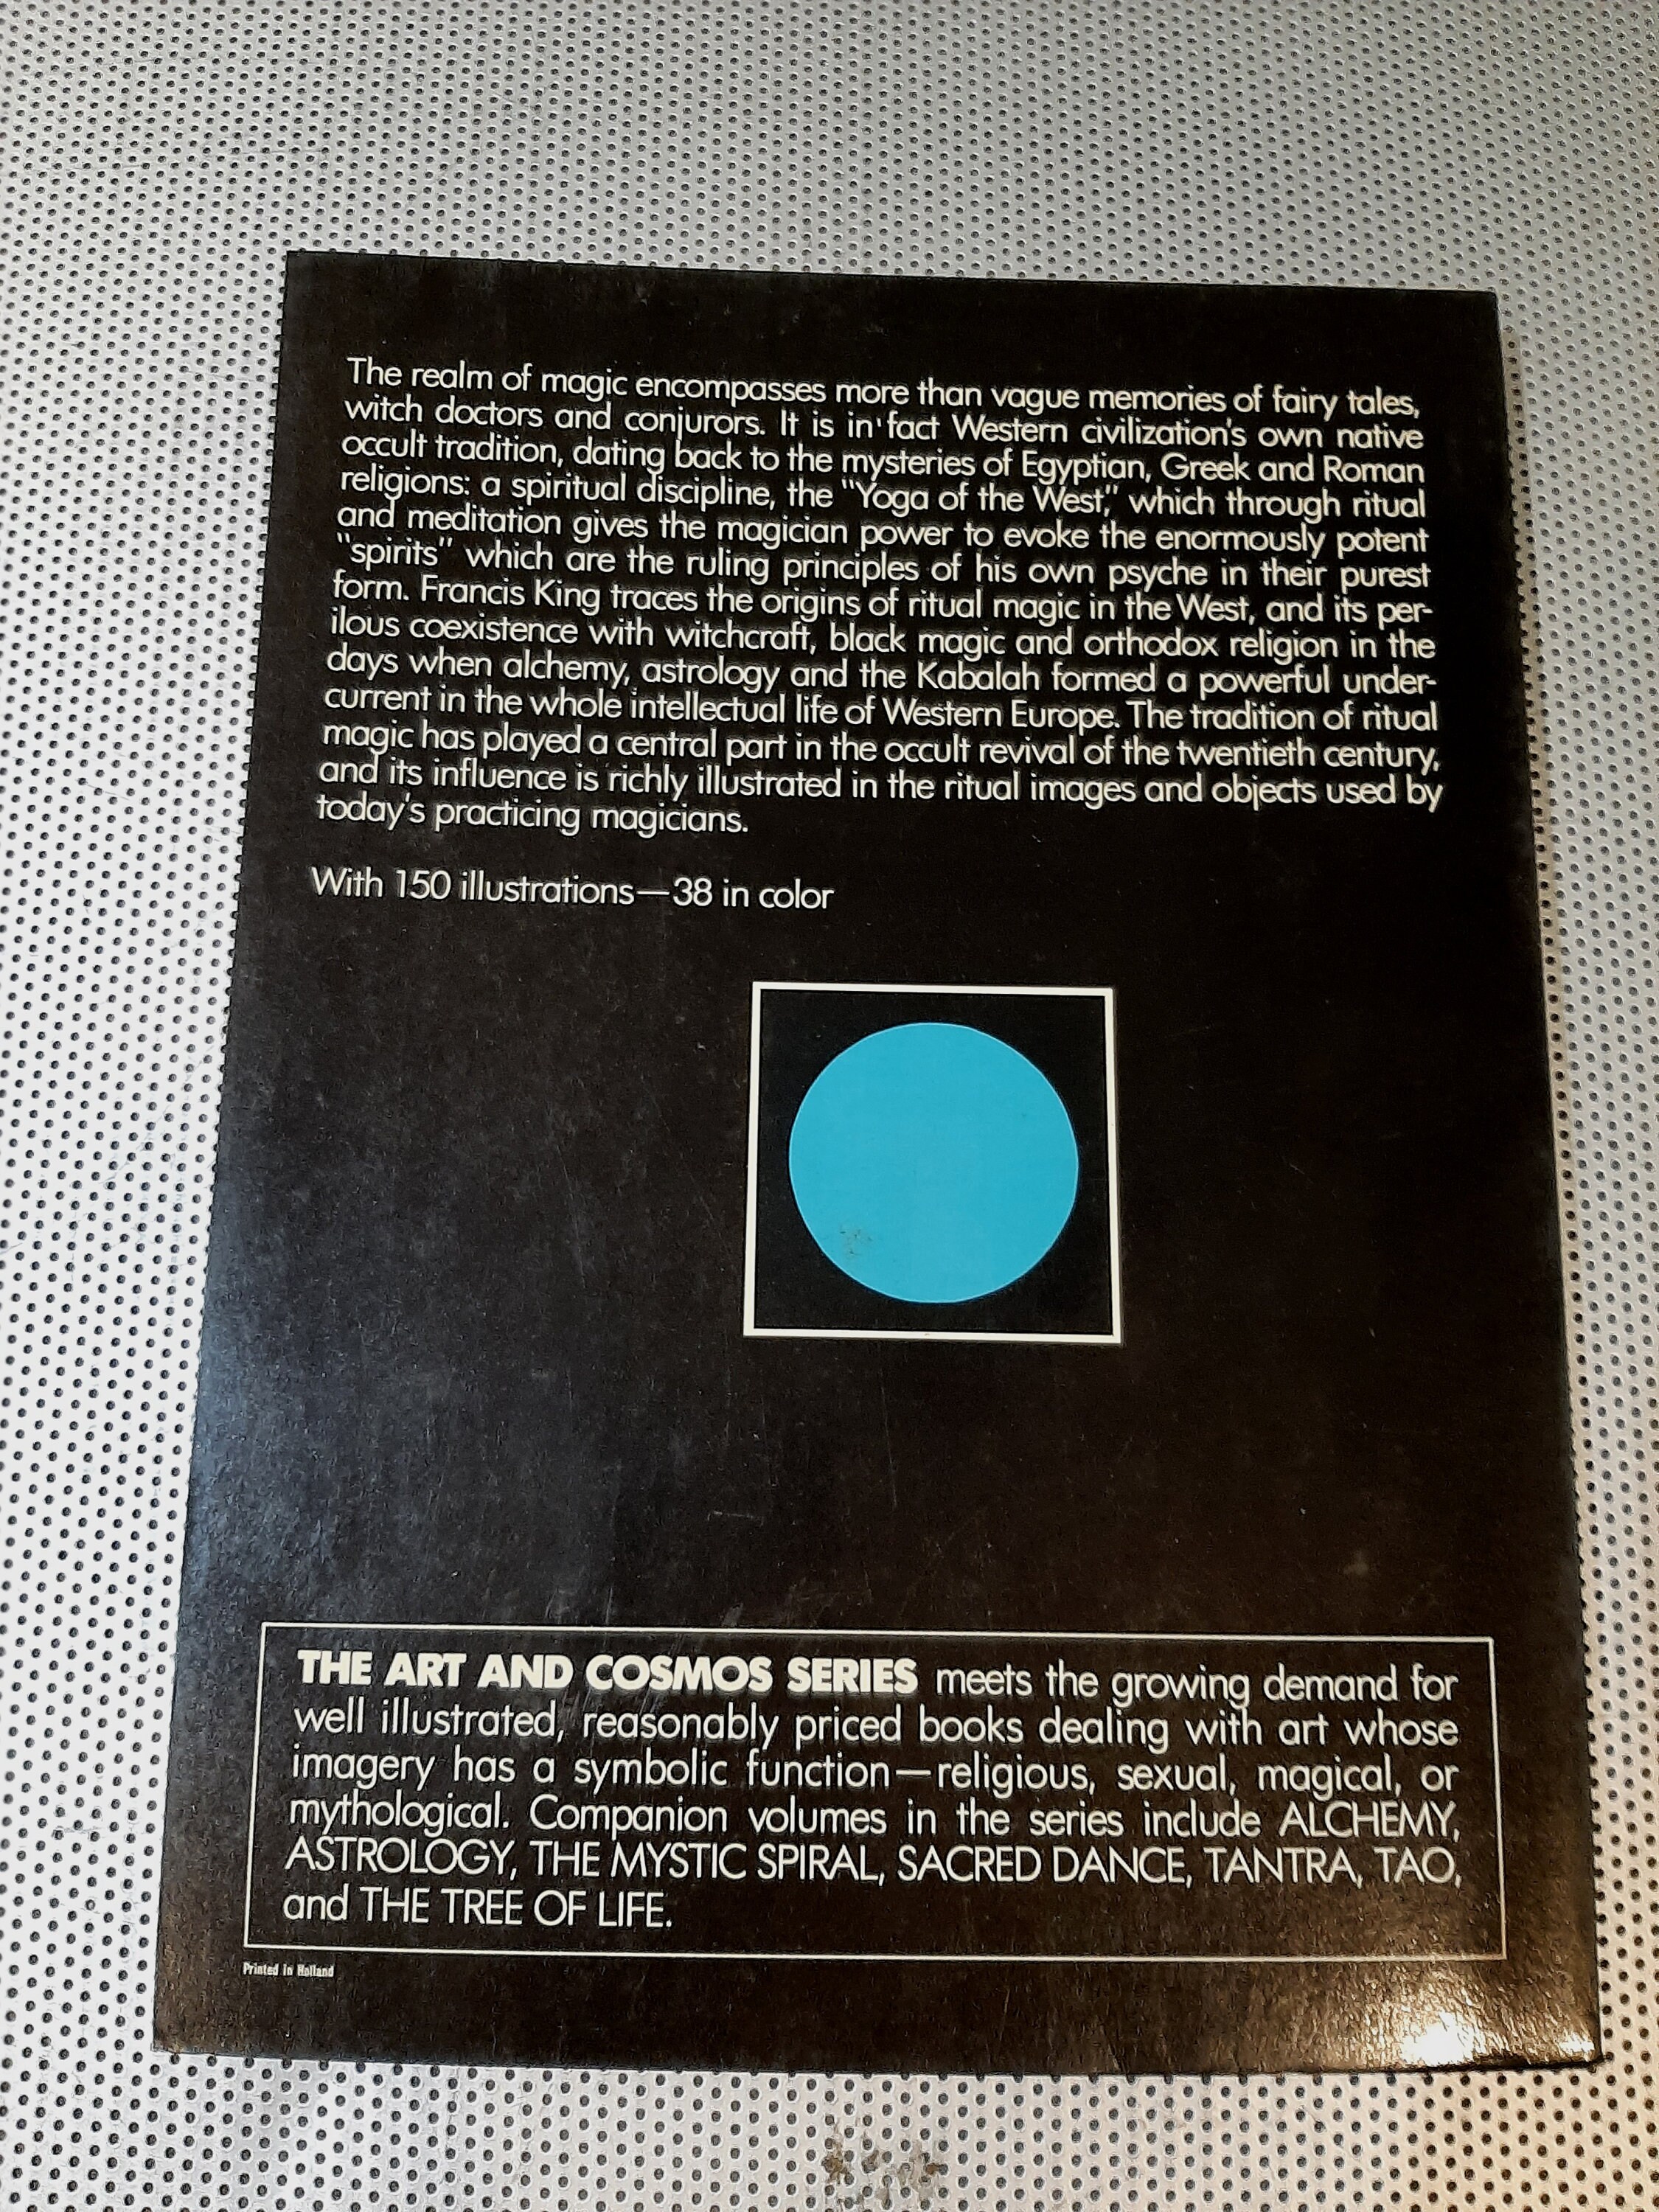 The realm of magic encompasses more than vague memories of fairy tales,
witch doctors and conjurors. It is in'fact Western civilization's own native
occult tradition, dating back to the mysteries of Egyptian, Greek and Roman
religions: a spiritual discipline, the "Yoga of the West," which through ritual
and meditation gives the magician power to evoke the enormously potent
"spirits" which are the ruling principles of his own psyche in their purest
form. Francis King traces the origins of ritual magic in the West, and its per-
ilous coexistence with witchcraft, black magic and orthodox religion in the
days when alchemy, astrology and the Kabalah formed a powerful under-
current in the whole intellectual life of Western Europe. The tradition of ritual
magic has played a central part in the occult revival of the twentieth century,
and its influence is richly illustrated in the ritual images and objects used by
today's practicing magicians.
With 150 illustrations—38 in color
THE ART AND COSMOS SERIES meets the growing demand for
well illustrated, reasonably priced books dealing with art whose
imagery has a symbolic function—religious, sexual, magical, or
mythological. Companion volumes in the series include ALCHEMY,
ASTROLOGY, THE MYSTIC SPIRAL, SACRED DANCE, TANTRA, TAO,
and THE TREE OF LIFE.
Printed in Holland